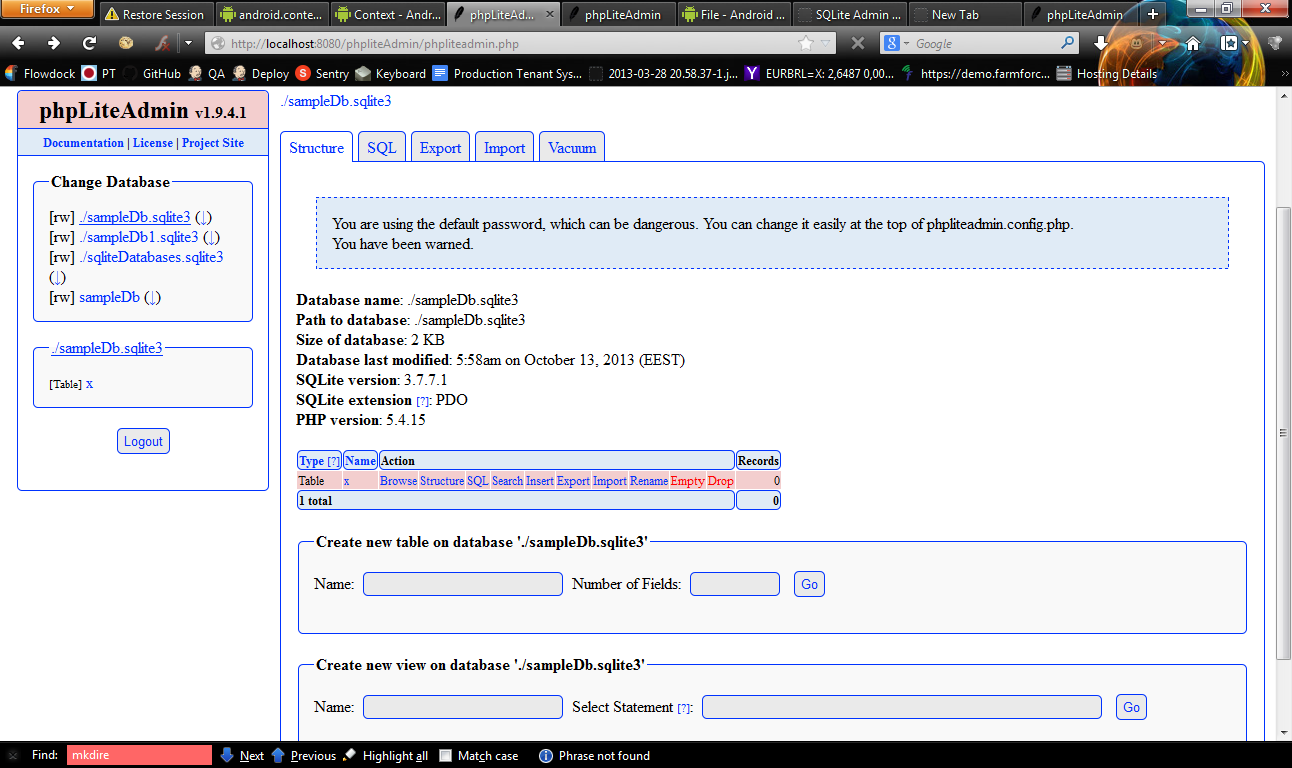 Firefox
Restore Session
android.conte...
Context - Andr...
phpLiteAd...
phpLiteAdmin
File - Android ...
SQLite Admin ...
New Tab
phpLiteAdmin
http://localhost:8080/phpliteAdmin/phpliteadmin.php
Google
Flowdock PT GitHub QA Deploy Sentry Keyboard Production Tenant Sys... 2013-03-28 20.58.37-1.j... EURBRL=X: 2,6487 0,00... https://demo.farmforc... Hosting Details
phpLiteAdmin v1.9.4.1
Documentation | License | Project Site
Change Database
[rw] ./sampleDb.sqlite3 (↓)
[rw] ./sampleDb1.sqlite3 (↓)
[rw] ./sqliteDatabases.sqlite3
(↓)
[rw] sampleDb (↓)
./sampleDb.sqlite3
[Table] x
Logout
./sampleDb.sqlite3
Structure SQL Export Import Vacuum
You are using the default password, which can be dangerous. You can change it easily at the top of phpliteadmin.config.php.
You have been warned.
Database name: ./sampleDb.sqlite3
Path to database: ./sampleDb.sqlite3
Size of database: 2 KB
Database last modified: 5:58am on October 13, 2013 (EEST)
SQLite version: 3.7.7.1
SQLite extension [?]: PDO
PHP version: 5.4.15
Type [?] Name Action Records
Table x Browse Structure SQL Search Insert Export Import Rename Empty Drop 0
1 total 0
Create new table on database './sampleDb.sqlite3'
Name: Number of Fields: Go
Create new view on database './sampleDb.sqlite3'
Name: Select Statement [?]: Go
Find: mkdire Next Previous Highlight all Match case Phrase not found